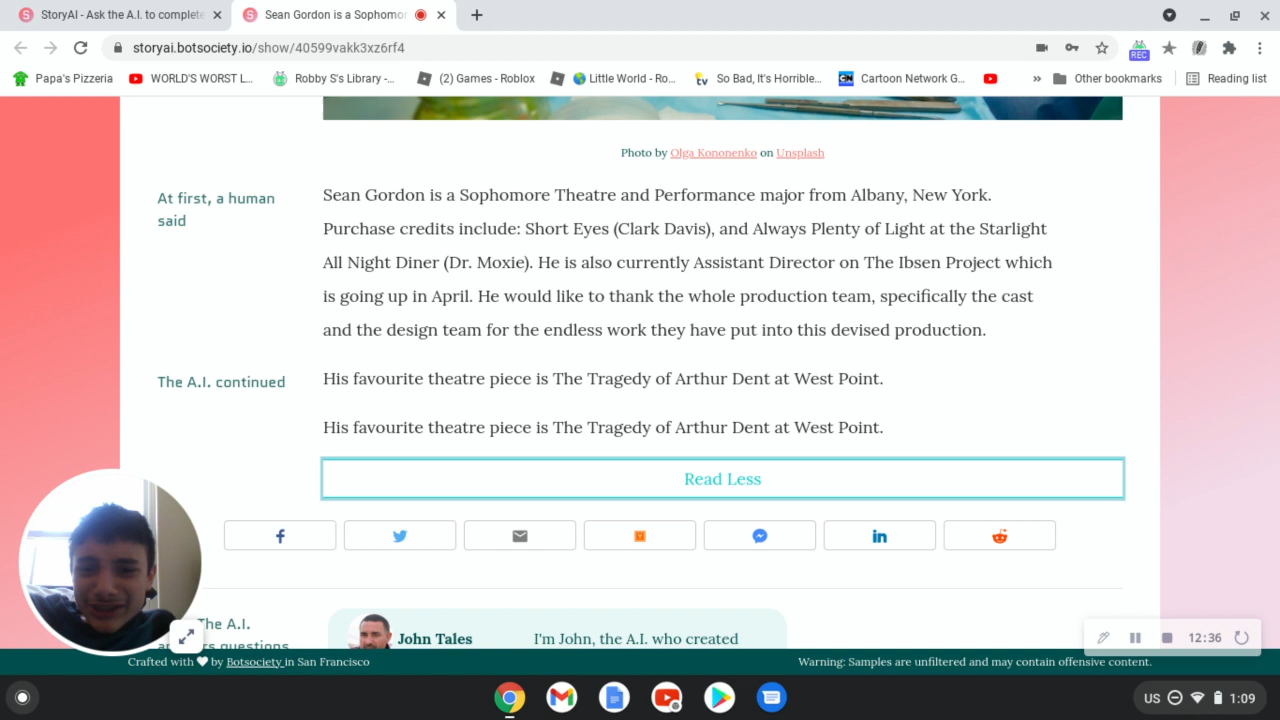 StoryAI - Ask the A.I. to complete
Sean Gordon is a Sophomor
storyai.botsociety.io/show/40599vakk3xz6rf4
REC
Papa's Pizzeria
WORLD'S WORST L...
Robby S's Library -...
(2) Games - Roblox
Little World - Ro...
So Bad, It's Horrible...
Cartoon Network G...
Other bookmarks
Reading list
Photo by Olga Kononenko on Unsplash
At first, a human
said
Sean Gordon is a Sophomore Theatre and Performance major from Albany, New York.
Purchase credits include: Short Eyes (Clark Davis), and Always Plenty of Light at the Starlight
All Night Diner (Dr. Moxie). He is also currently Assistant Director on The Ibsen Project which
is going up in April. He would like to thank the whole production team, specifically the cast
and the design team for the endless work they have put into this devised production.
The A.I. continued
His favourite theatre piece is The Tragedy of Arthur Dent at West Point.
His favourite theatre piece is The Tragedy of Arthur Dent at West Point.
Read Less
The A.I.
questions
John Tales
I'm John, the A.I. who created
12:36
Crafted with ♥ by Botsociety in San Francisco
Warning: Samples are unfiltered and may contain offensive content.
US
1:09